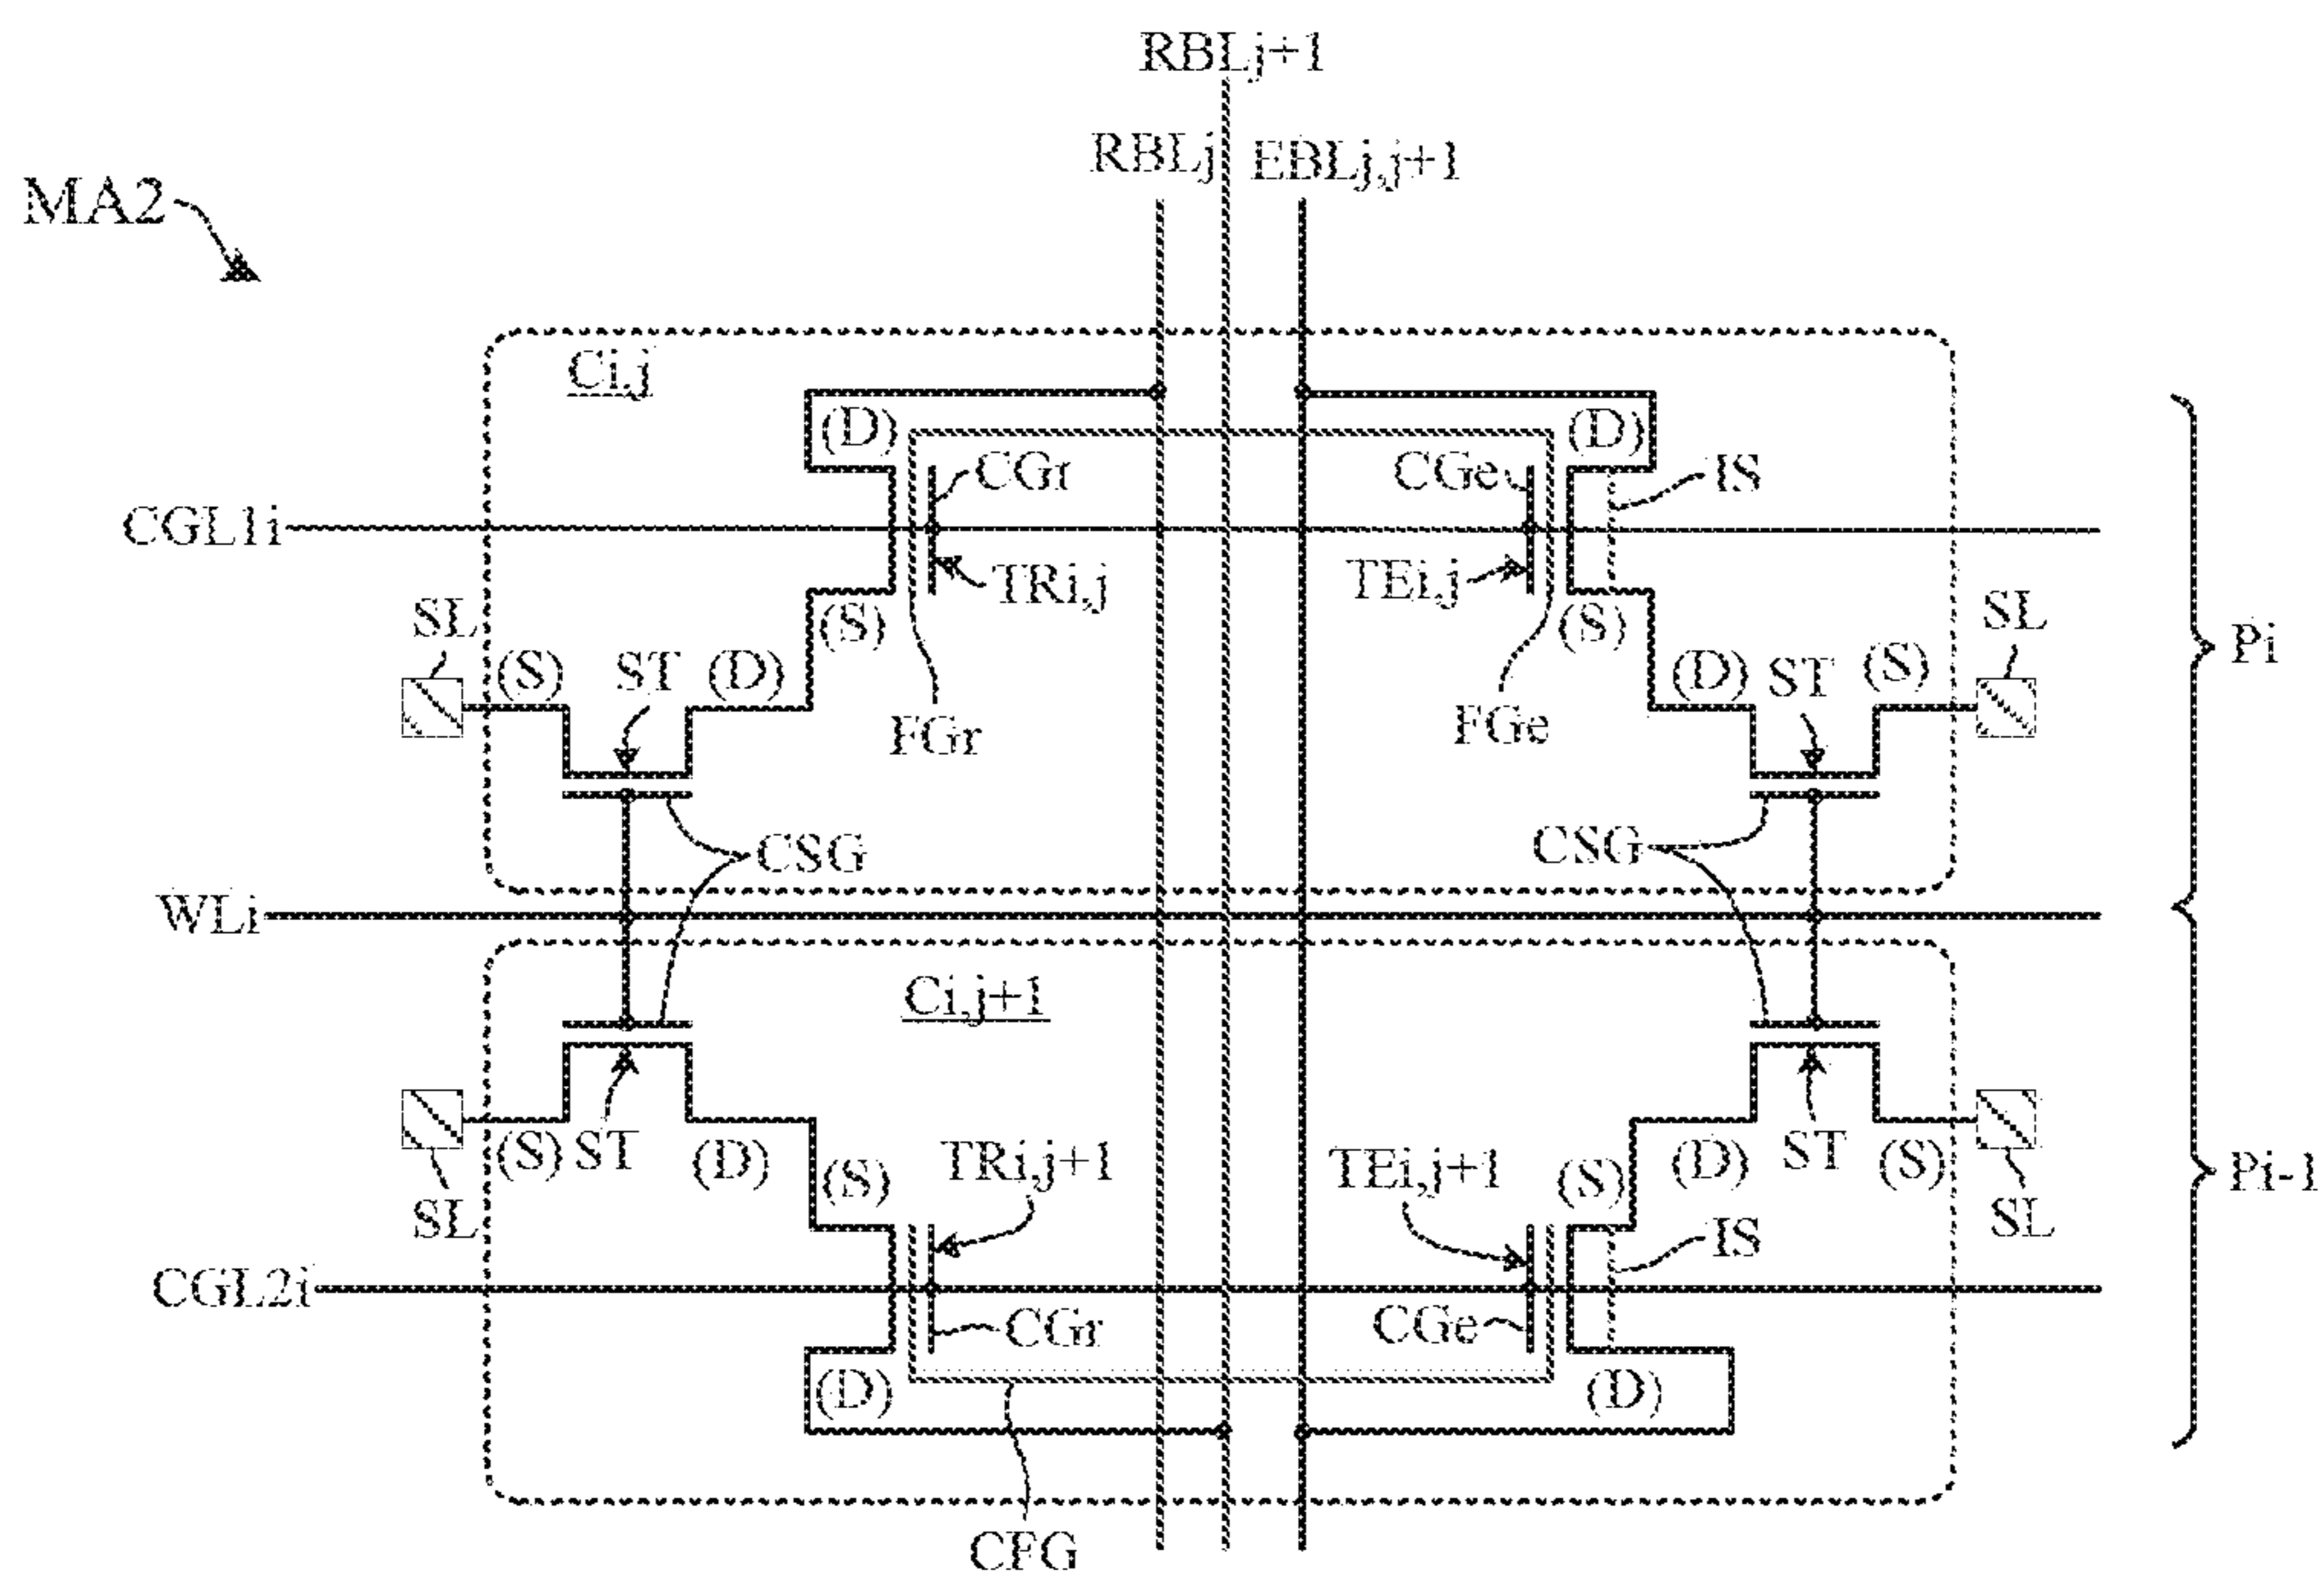 RBLj+1
RBLj EBLj,j+1
MA2
Ci,j
(D) (D)
CGr CGe IS
CGL1i
TRi,j TEi,j
SL (S) (S) SL
Pi
(S) ST (D) (D) ST (S)
FGr FGe
CSG CSG
WLi
Ci,j+1
(S) ST (D) TRi,j+1 TEi,j+1 (D) ST (S)
Pi-1
(S) (S)
SL IS SL
CGL2i
CGr CGe
(D) (D)
CFG